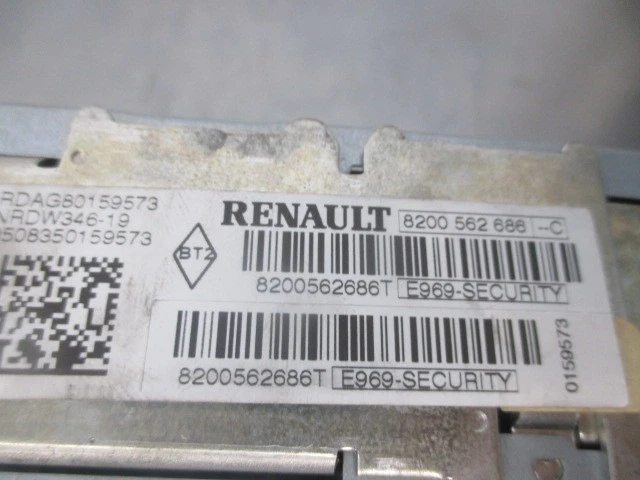 RDAG80159573
NRDW346-19
0508350159573
RENAULT 8200 562 686 -C
BT2
8200562686T E969-SECURITY
8200562686T E969-SECURITY
0159573